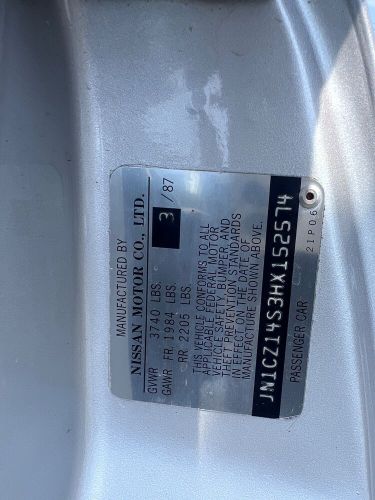 MANUFACTURED BY
NISSAN MOTOR CO., LTD.
3/87
GVWR 3740 LBS.
GAWR FR. 1984 LBS.
RR 2205 LBS.
THIS VEHICLE CONFORMS TO ALL
APPLICABLE FEDERAL MOTOR
VEHICLE SAFETY, BUMPER, AND
THEFT PREVENTION STANDARDS
IN EFFECT ON THE DATE OF
MANUFACTURE SHOWN ABOVE.
JN1CZ14S3HX152574
PASSENGER CAR
21P06